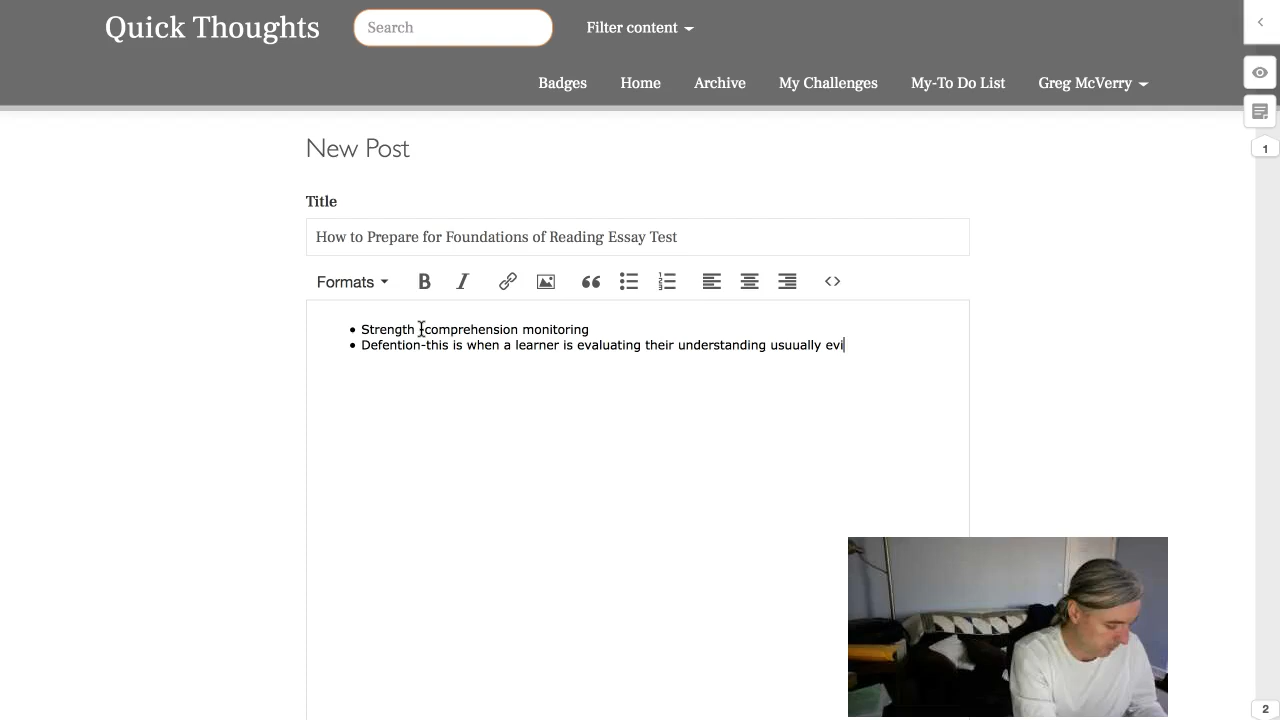 Quick Thoughts
Search
Filter content
Badges
Home
Archive
My Challenges
My-To Do List
Greg McVerry
1
New Post
Title
How to Prepare for Foundations of Reading Essay Test
Formats
B
I
• Strength -comprehension monitoring
• Defention-this is when a learner is evaluating their understanding usuually evi
2